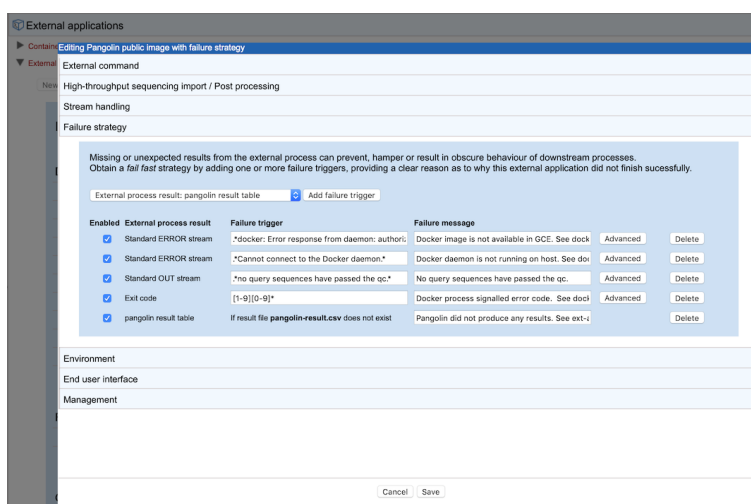 External applications
Containe
Editing Pangolin public image with failure strategy
External
External command
New
High-throughput sequencing import / Post processing
Stream handling
Failure strategy
Missing or unexpected results from the external process can prevent, hamper or result in obscure behaviour of downstream processes.
Obtain a fail fast strategy by adding one or more failure triggers, providing a clear reason as to why this external application did not finish sucessfully.
External process result: pangolin result table Add failure trigger
Enabled External process result Failure trigger Failure message
Standard ERROR stream .*docker: Error response from daemon: authoriz Docker image is not available in GCE. See dock Advanced Delete
Standard ERROR stream .*Cannot connect to the Docker daemon.* Docker daemon is not running on host. See doc Advanced Delete
Standard OUT stream .*no query sequences have passed the qc.* No query sequences have passed the qc. Advanced Delete
Exit code [1-9][0-9]* Docker process signalled error code. See dock Advanced Delete
pangolin result table If result file pangolin-result.csv does not exist Pangolin did not produce any results. See ext-a Delete
Environment
End user interface
Management
Cancel Save